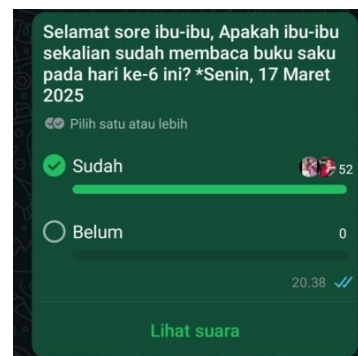 Selamat sore ibu-ibu, Apakah ibu-ibu
sekalian sudah membaca buku saku
pada hari ke-6 ini? *Senin, 17 Maret
2025
Pilih satu atau lebih
Sudah 52
Belum 0
20.38
Lihat suara